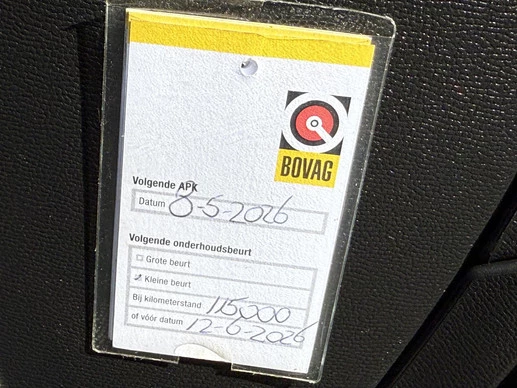 BOVAG
Volgende APK
Datum 8-5-2026
Volgende onderhoudsbeurt
Grote beurt
Kleine beurt
Bij kilometerstand 115000
of vóór datum 12-6-2026